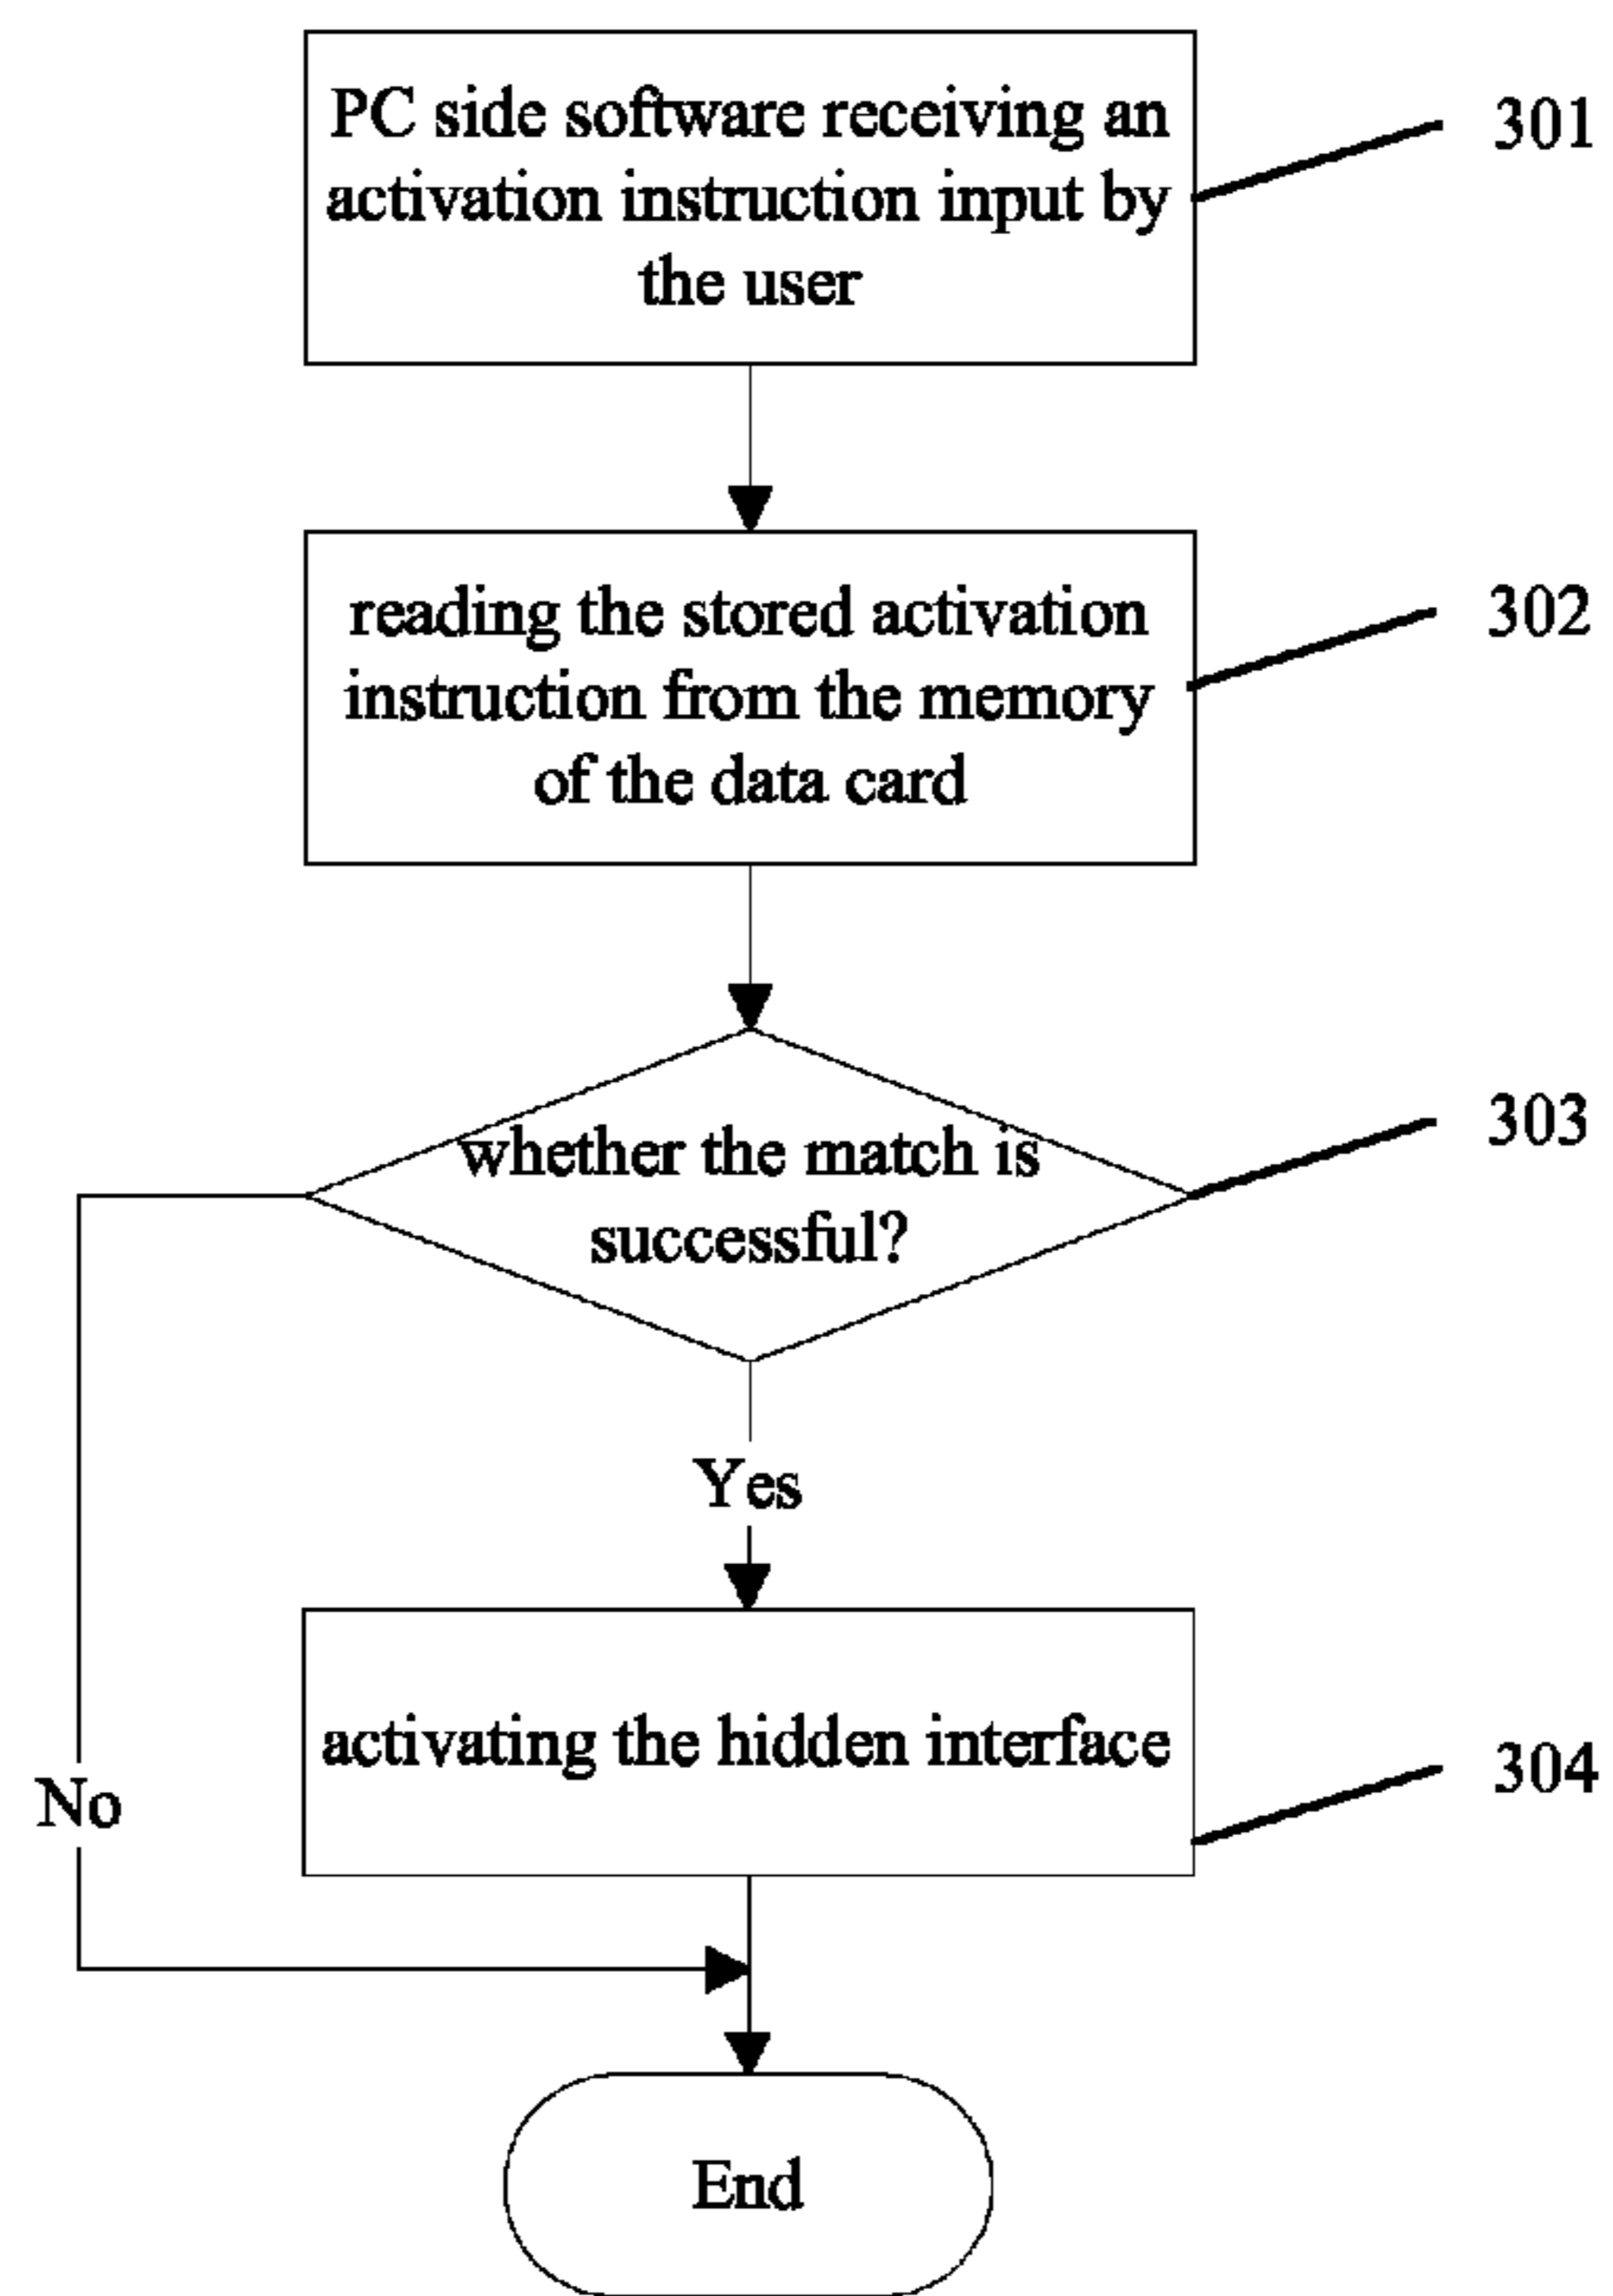 PC side software receiving an
activation instruction input by
the user
301
reading the stored activation
instruction from the memory
of the data card
302
whether the match is
successful?
303
Yes
activating the hidden interface
304
No
End